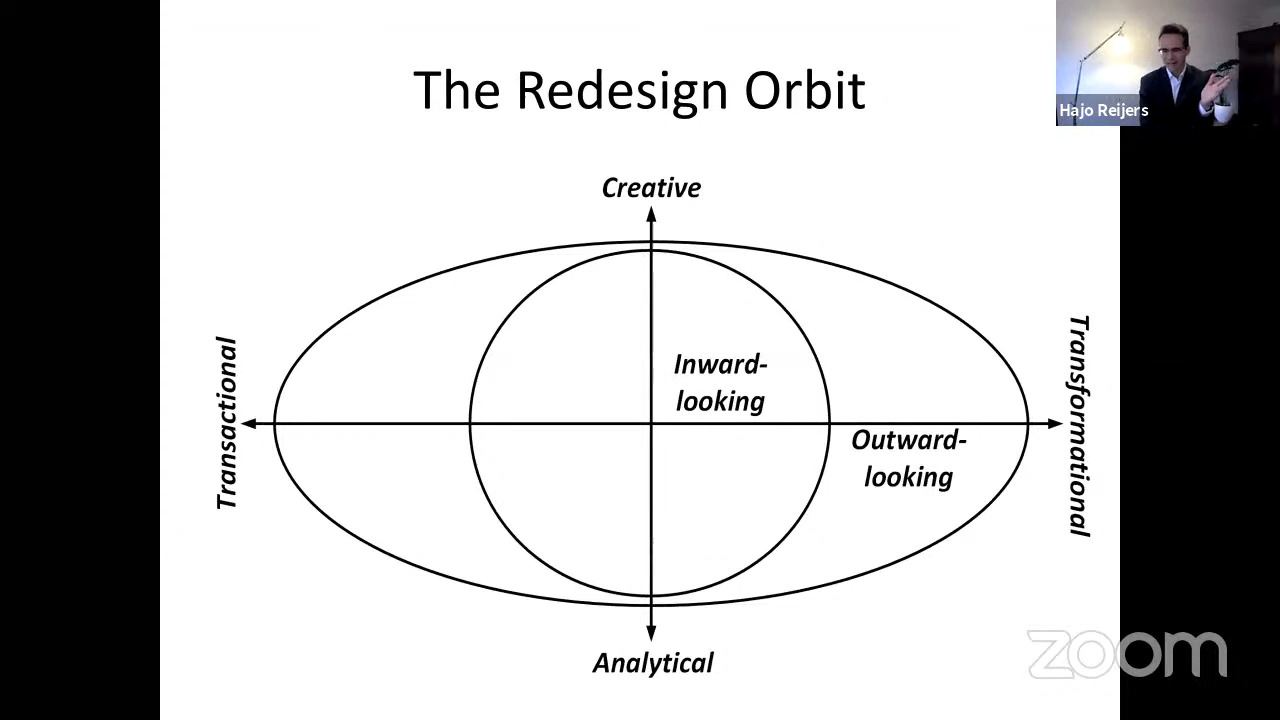 The Redesign Orbit
Hajo Reijers
Creative
Transactional
Inward-
looking
Outward-
looking
Transformational
Analytical
zoom